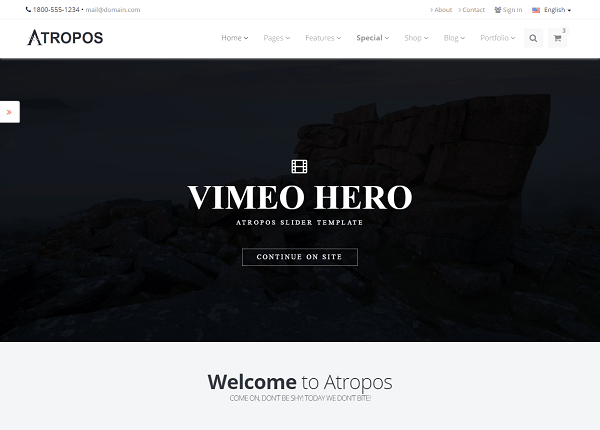 1800-555-1234 • mail@domain.com
About Contact Sign In English
ATROPOS
Home Pages Features Special Shop Blog Portfolio 3
VIMEO HERO
ATROPOS SLIDER TEMPLATE
CONTINUE ON SITE
Welcome to Atropos
COME ON, DON'T BE SHY! TODAY WE DON'T BITE!